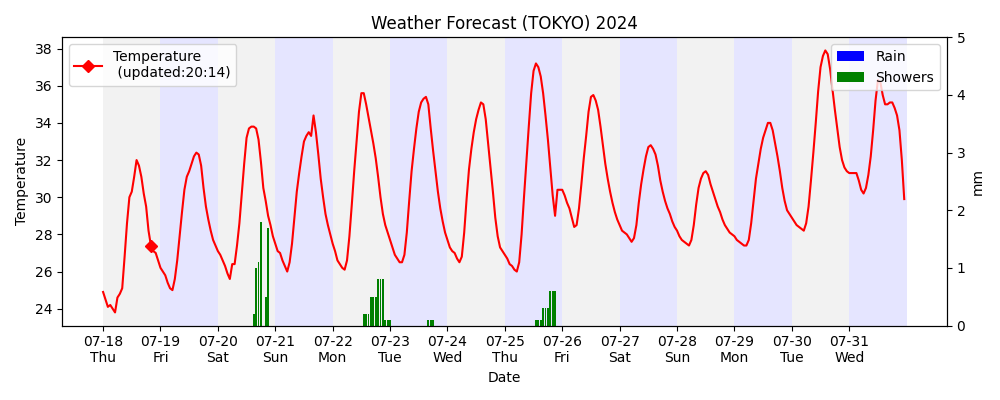 Weather Forecast (TOKYO) 2024
Temperature
(updated:20:14)
Rain
Showers
38
36
34
32
30
28
26
24
Temperature
5
4
3
2
1
0
mm
07-18 07-19 07-20 07-21 07-22 07-23 07-24 07-25 07-26 07-27 07-28 07-29 07-30 07-31
Thu Fri Sat Sun Mon Tue Wed Thu Fri Sat Sun Mon Tue Wed
Date